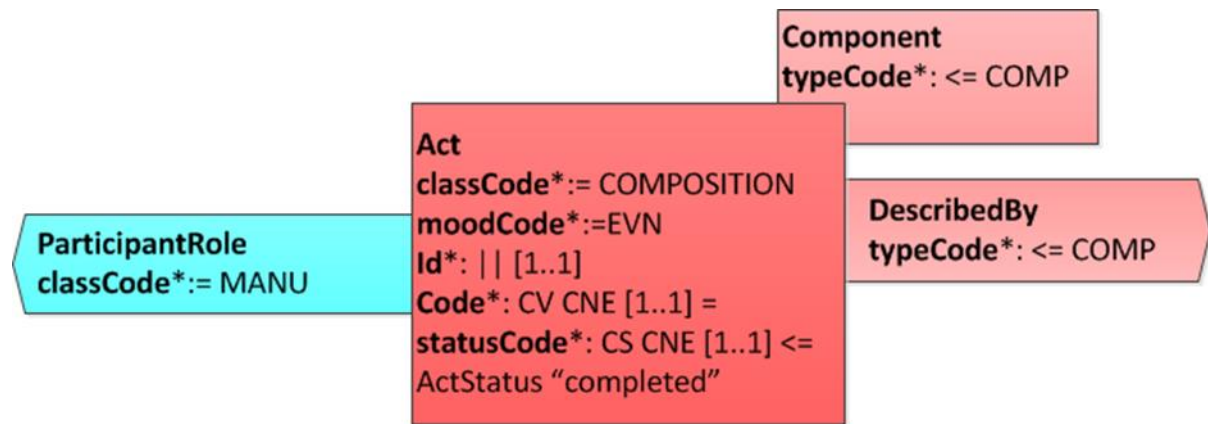 Component
typeCode*: <= COMP
Act
classCode*:= COMPOSITION
moodCode*:=EVN
Id*: || [1..1]
Code*: CV CNE [1..1] =
statusCode*: CS CNE [1..1] <=
ActStatus “completed”
ParticipantRole
classCode*:= MANU
DescribedBy
typeCode*: <= COMP